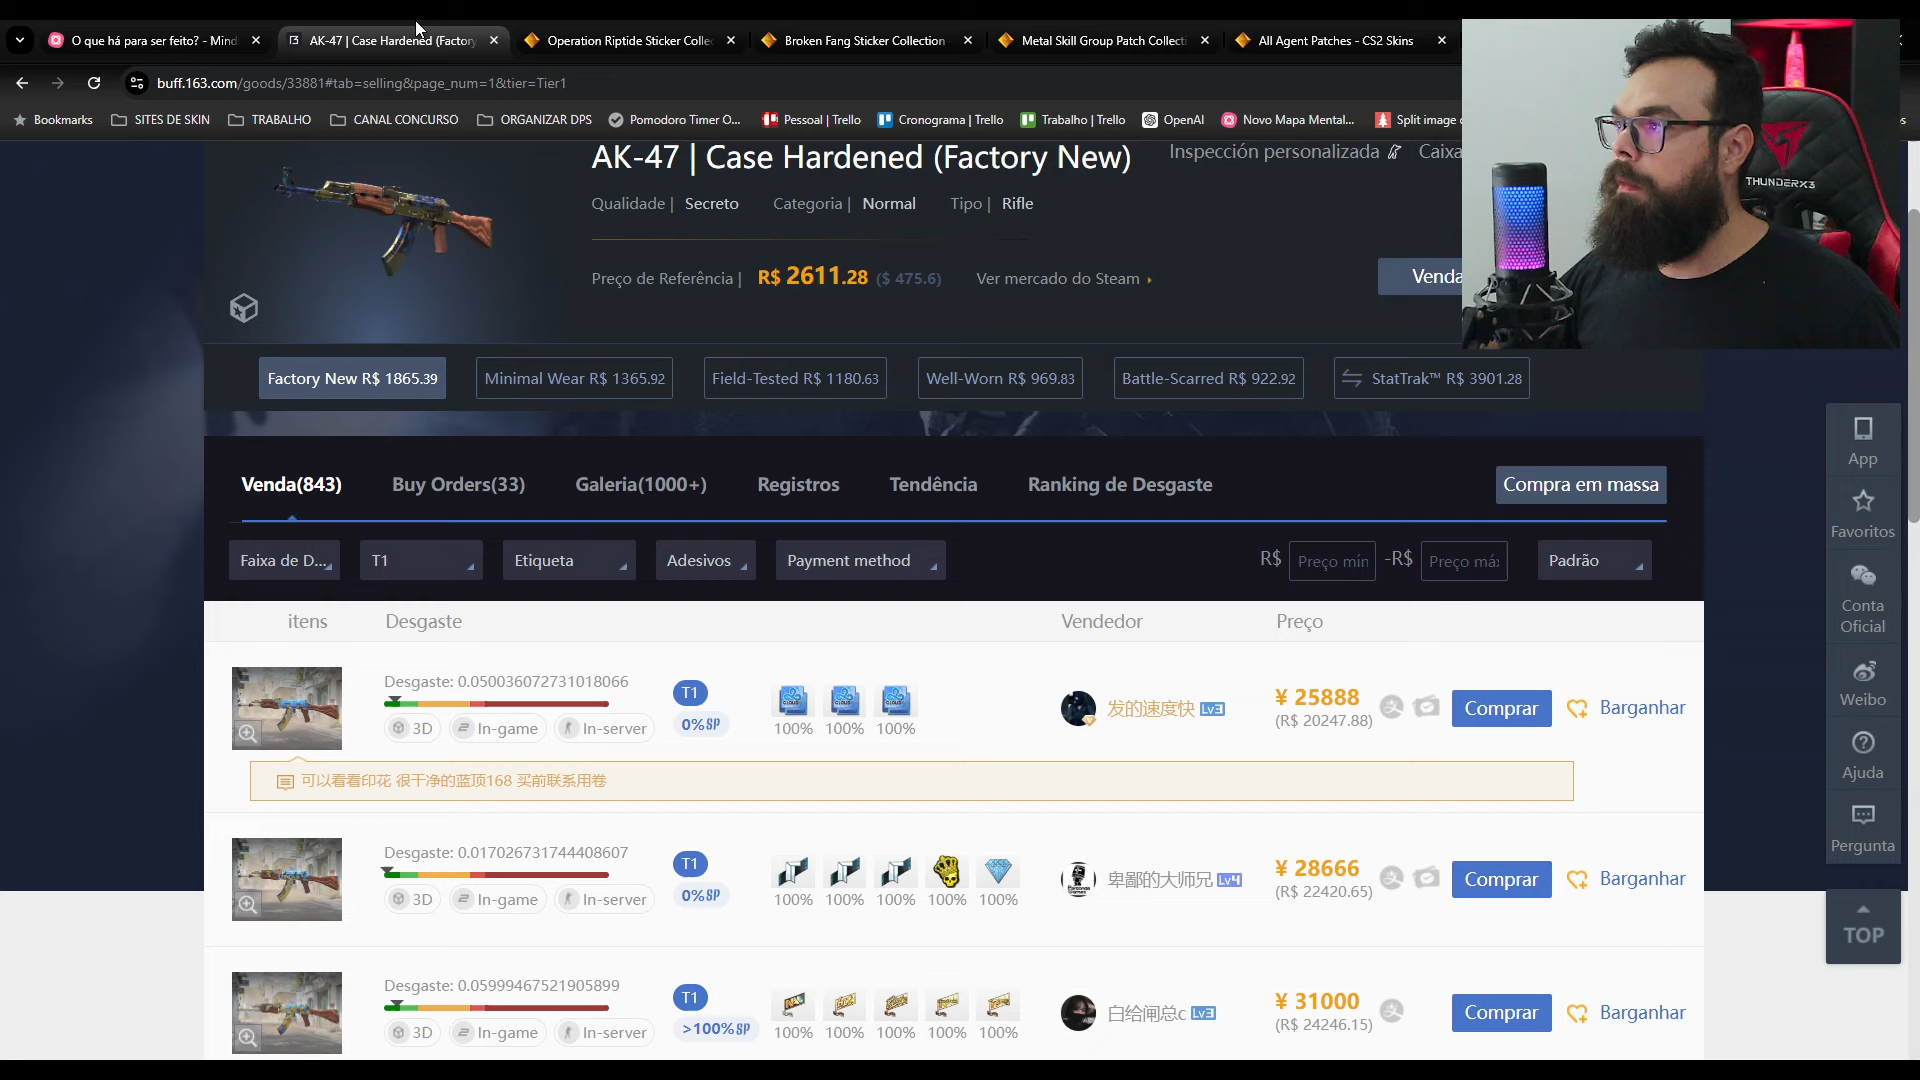 O que há para ser feito? - Mind
AK-47 | Case Hardened (Factory
Operation Riptide Sticker Collec
Broken Fang Sticker Collection
Metal Skill Group Patch Collecti
All Agent Patches - CS2 Skins
buff.163.com/goods/33881#tab=selling&page_num=1&tier=Tier1
Bookmarks
SITES DE SKIN
TRABALHO
CANAL CONCURSO
ORGANIZAR DPS
Pomodoro Timer O...
Pessoal | Trello
Cronograma | Trello
Trabalho | Trello
OpenAI
Novo Mapa Mental...
Split image
AK-47 | Case Hardened (Factory New)
Inspección personalizada
Caixa
Qualidade | Secreto
Categoria | Normal
Tipo | Rifle
Preço de Referência | R$ 2611.28 ($ 475.6)
Ver mercado do Steam
Venda
THUNDERX3
Factory New R$ 1865.39
Minimal Wear R$ 1365.92
Field-Tested R$ 1180.63
Well-Worn R$ 969.83
Battle-Scarred R$ 922.92
StatTrak™ R$ 3901.28
Venda(843)
Buy Orders(33)
Galeria(1000+)
Registros
Tendência
Ranking de Desgaste
Compra em massa
Faixa de D...
T1
Etiqueta
Adesivos
Payment method
R$ Preço mín -R$ Preço má
Padrão
itens
Desgaste
Vendedor
Preço
Desgaste: 0.050036072731018066
3D
In-game
In-server
T1
0%
100%
100%
100%
发的速度快 Lv3
¥ 25888
(R$ 20247.88)
Comprar
Barganhar
可以看看印花 很干净的蓝顶168 买前联系用卷
Desgaste: 0.017026731744408607
3D
In-game
In-server
T1
0%
100%
100%
100%
100%
100%
卑鄙的大师兄 Lv4
¥ 28666
(R$ 22420.65)
Comprar
Barganhar
Desgaste: 0.05999467521905899
3D
In-game
In-server
T1
>100%
100%
100%
100%
100%
100%
白给闸总c Lv3
¥ 31000
(R$ 24246.15)
Comprar
Barganhar
App
Favoritos
Conta
Oficial
Weibo
Ajuda
Pergunta
TOP